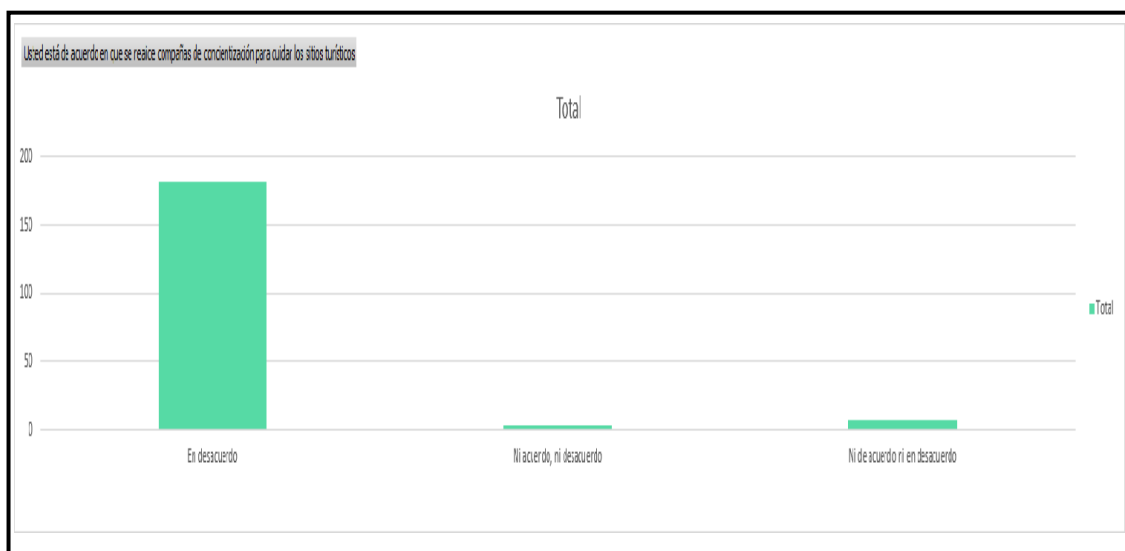 Usted está de acuerdo en que se realice compañas de concientización para cuidar los sitios turísticos
Total
200
150
100
50
0
En desacuerdo
Ni acuerdo, ni desacuerdo
Ni de acuerdo ni en desacuerdo
Total